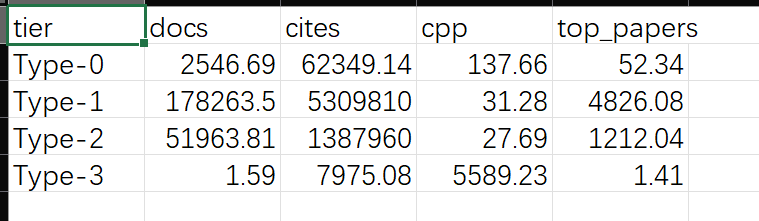 tier docs cites cpp top_papers
Type-0 2546.69 62349.14 137.66 52.34
Type-1 178263.5 5309810 31.28 4826.08
Type-2 51963.81 1387960 27.69 1212.04
Type-3 1.59 7975.08 5589.23 1.41